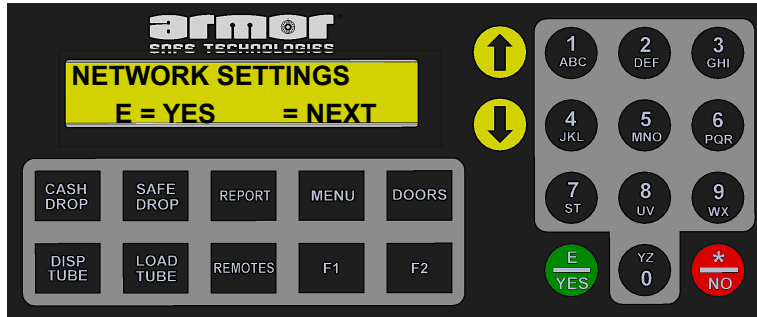 armor
SAFE TECHNOLOGIES
NETWORK SETTINGS
E = YES = NEXT
1 ABC
2 DEF
3 GHI
4 JKL
5 MNO
6 PQR
7 ST
8 UV
9 WX
E YES
YZ 0
* NO
CASH DROP
SAFE DROP
REPORT
MENU
DOORS
DISP TUBE
LOAD TUBE
REMOTES
F1
F2